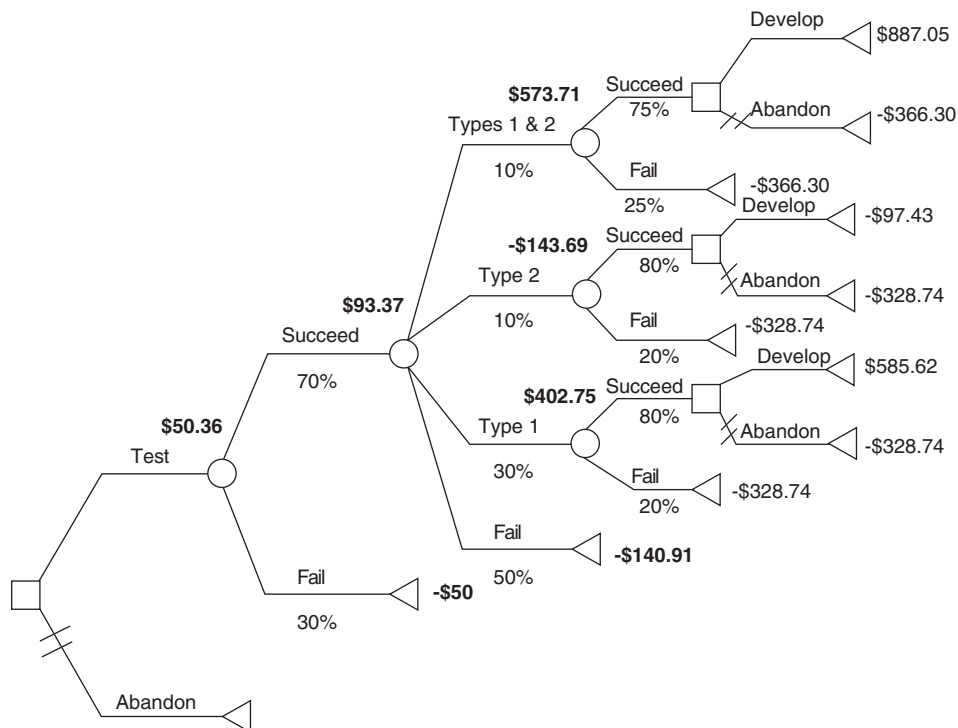 Develop
$887.05
Succeed
$573.71
75%
Abandon
-$366.30
Types 1 & 2
10%
Fail
-$366.30
25%
Develop
-$97.43
Succeed
-$143.69
80%
Type 2
Abandon
-$328.74
10%
$93.37
Fail
-$328.74
20%
Succeed
Develop
$585.62
70%
Succeed
$402.75
80%
$50.36
Type 1
Abandon
-$328.74
Test
30%
Fail
-$328.74
20%
Fail
-$140.91
50%
Fail
-$50
30%
Abandon